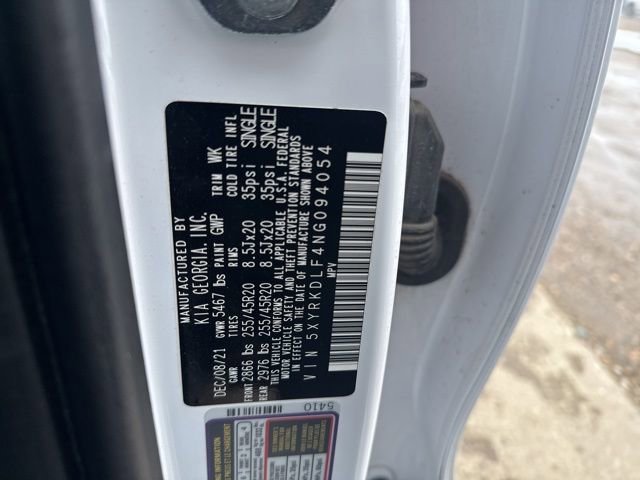 MANUFACTURED BY
KIA GEORGIA, INC.
DEC/08/21 GVWR 5467 lbs PAINT GWP TRIM WK
GAWR TIRES RIMS COLD TIRE INFL
FRONT 2866 lbs 255/45R20 8.5Jx20 35psi SINGLE
REAR 2976 lbs 255/45R20 8.5Jx20 35psi SINGLE
THIS VEHICLE CONFORMS TO ALL APPLICABLE U.S.A. FEDERAL
MOTOR VEHICLE SAFETY, AND THEFT PREVENTION STANDARDS
IN EFFECT ON THE DATE OF MANUFACTURE SHOWN ABOVE.
VIN 5XYRKDLF4NG094054
MPV
5410